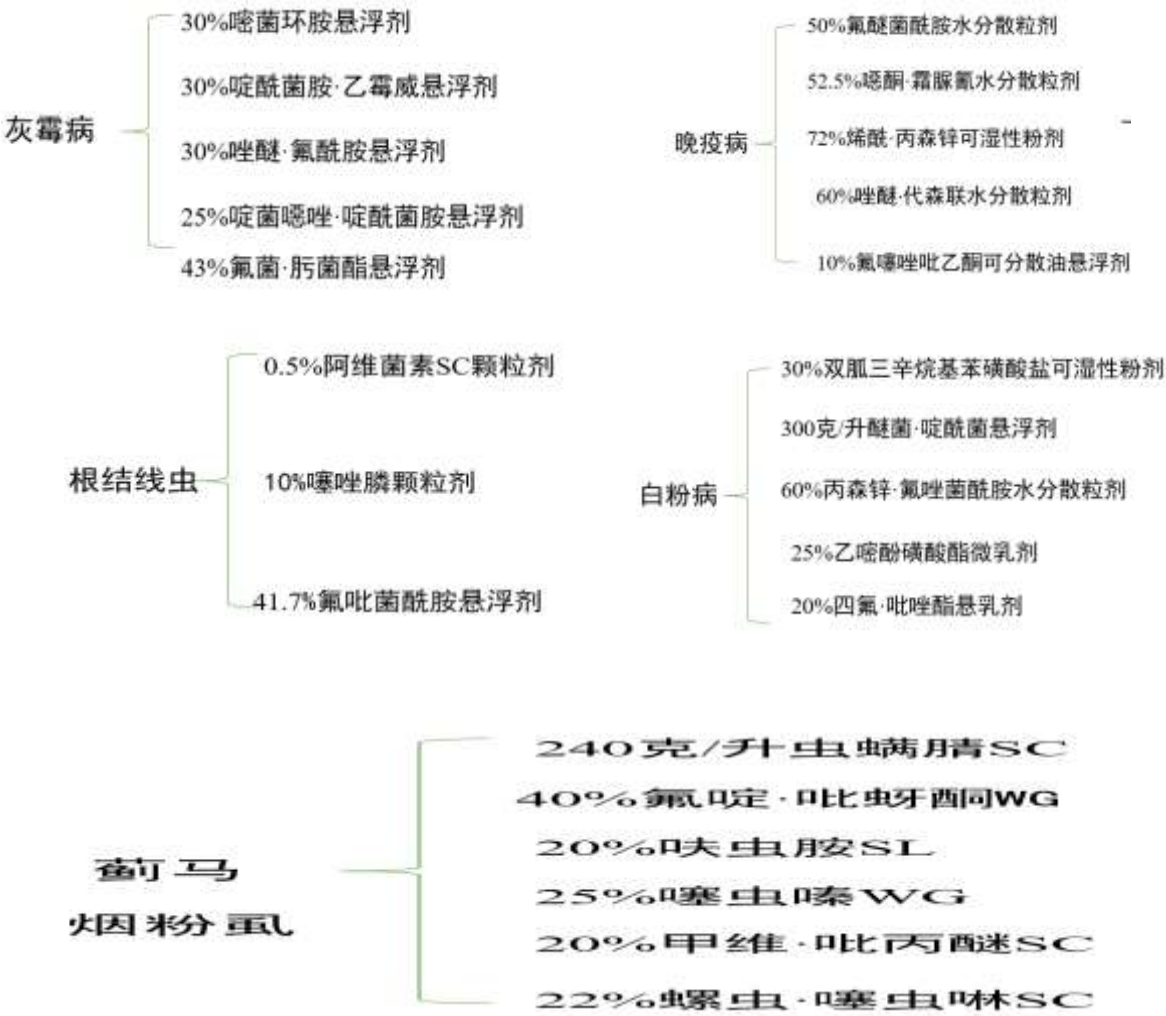 灰霉病
30%嘧菌环胺悬浮剂
30%啶酰菌胺·乙霉威悬浮剂
30%唑醚·氟酰胺悬浮剂
25%啶菌噁唑·啶酰菌胺悬浮剂
43%氟菌·肟菌酯悬浮剂
晚疫病
50%氟醚菌酰胺水分散粒剂
52.5%噁酮·霜脲氰水分散粒剂
72%烯酰·丙森锌可湿性粉剂
60%唑醚·代森联水分散粒剂
10%氟噻唑吡乙酮可分散油悬浮剂
根结线虫
0.5%阿维菌素SC颗粒剂
10%噻唑膦颗粒剂
41.7%氟吡菌酰胺悬浮剂
白粉病
30%双胍三辛烷基苯磺酸盐可湿性粉剂
300克/升醚菌·啶酰菌悬浮剂
60%丙森锌·氟唑菌酰胺水分散粒剂
25%乙嘧酚磺酸酯微乳剂
20%四氟·吡唑酯悬乳剂
蓟马
烟粉虱
240克/升虫螨腈SC
40%氟啶·吡蚜酮WG
20%呋虫胺SL
25%噻虫嗪WG
20%甲维·吡丙醚SC
22%螺虫·噻虫啉SC